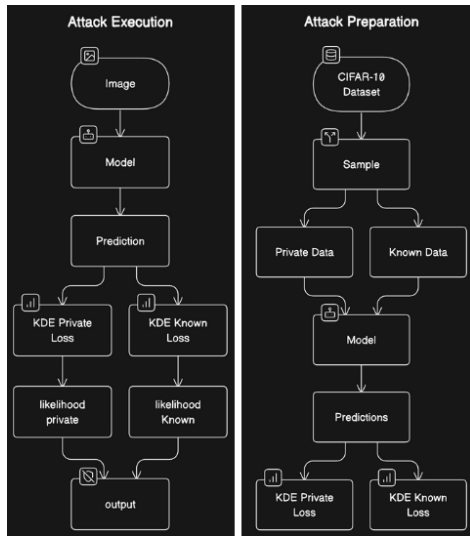 Attack Execution
Image
Model
Prediction
KDE Private
Loss
KDE Known
Loss
likelihood
private
likelihood
Known
output
Attack Preparation
CIFAR-10
Dataset
Sample
Private Data
Known Data
Model
Predictions
KDE Private
Loss
KDE Known
Loss